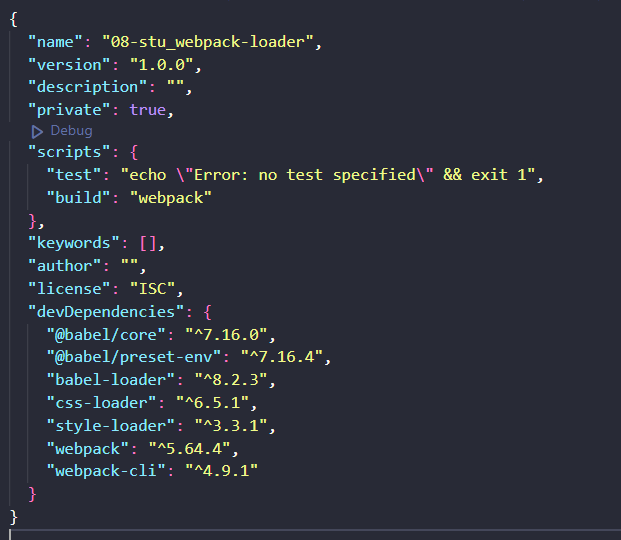 {
  "name": "08-stu_webpack-loader",
  "version": "1.0.0",
  "description": "",
  "private": true,
  Debug
  "scripts": {
    "test": "echo \"Error: no test specified\" && exit 1",
    "build": "webpack"
  },
  "keywords": [],
  "author": "",
  "license": "ISC",
  "devDependencies": {
    "@babel/core": "^7.16.0",
    "@babel/preset-env": "^7.16.4",
    "babel-loader": "^8.2.3",
    "css-loader": "^6.5.1",
    "style-loader": "^3.3.1",
    "webpack": "^5.64.4",
    "webpack-cli": "^4.9.1"
  }
}